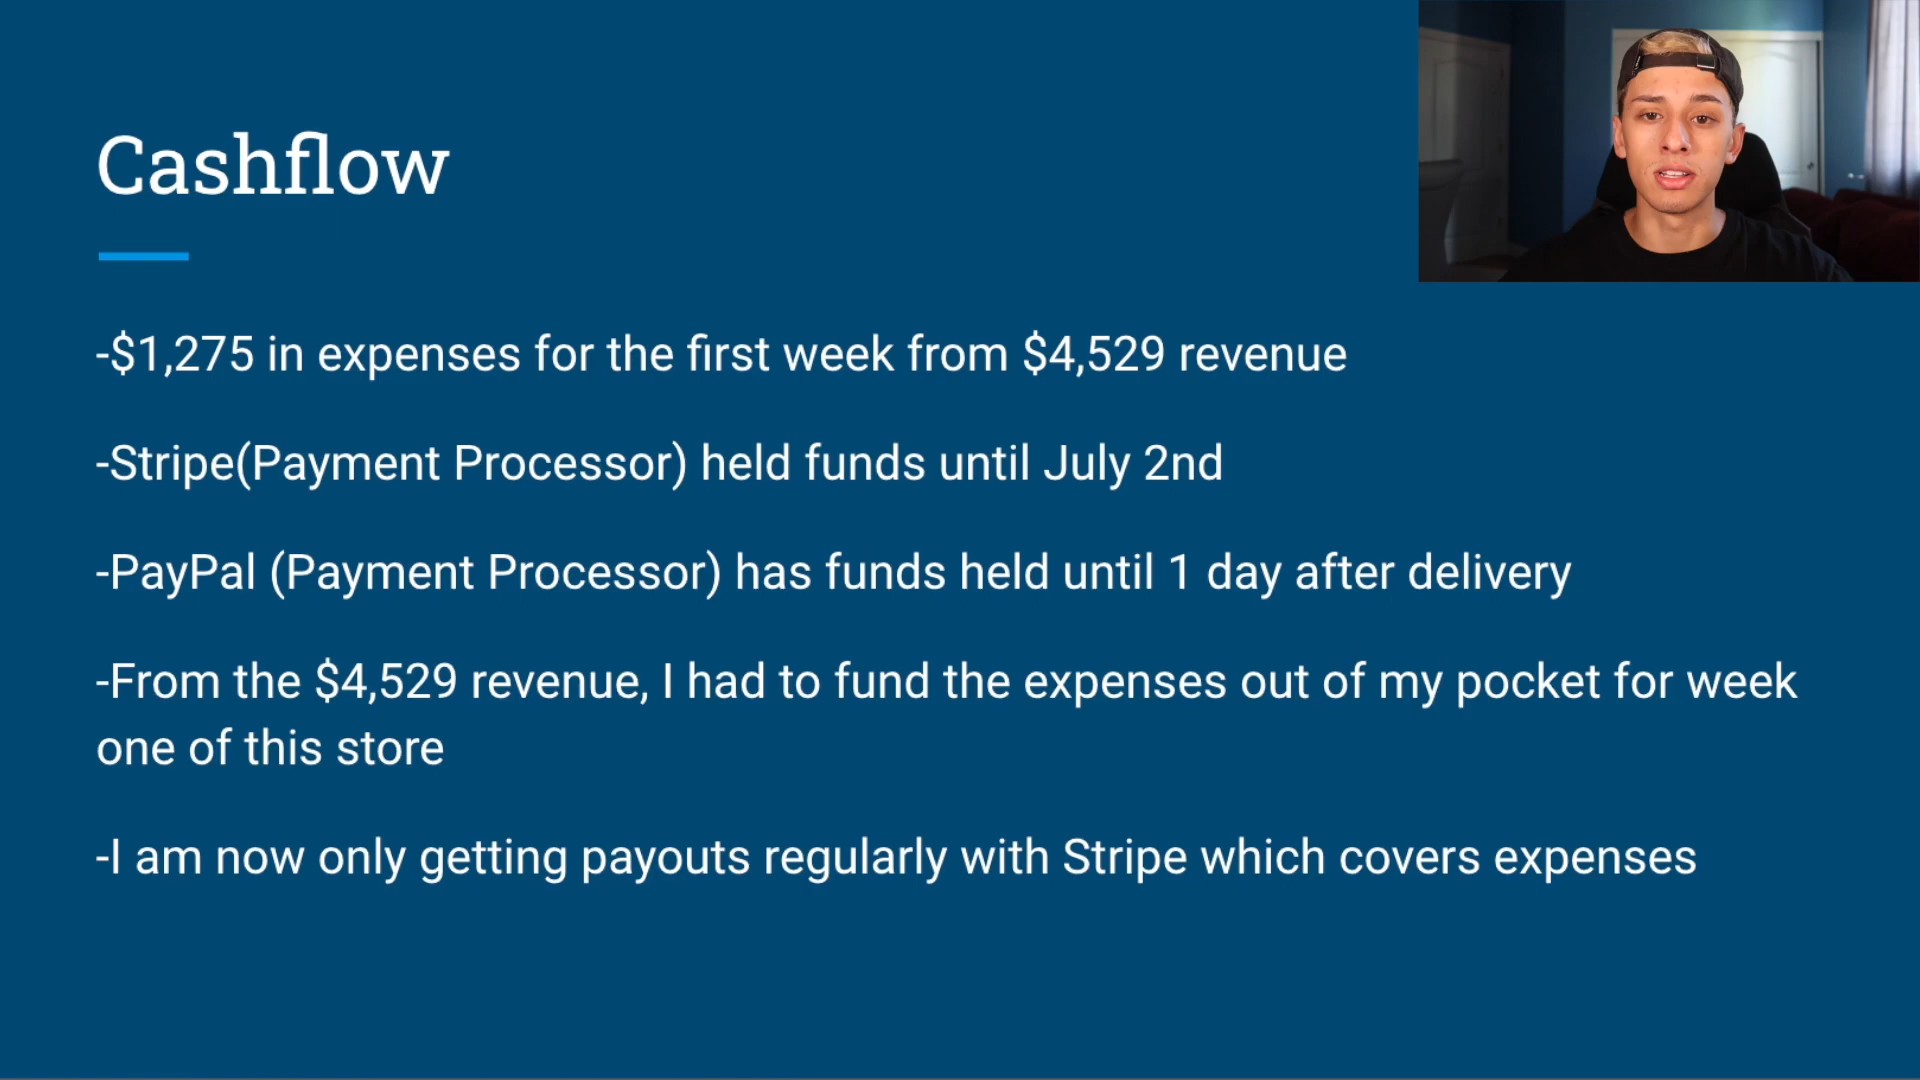 Cashflow
-$1,275 in expenses for the first week from $4,529 revenue
-Stripe(Payment Processor) held funds until July 2nd
-PayPal (Payment Processor) has funds held until 1 day after delivery
-From the $4,529 revenue, I had to fund the expenses out of my pocket for week
one of this store
-I am now only getting payouts regularly with Stripe which covers expenses